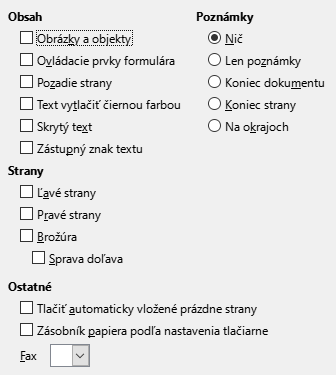 Obsah
Obrázky a objekty
Ovládacie prvky formulára
Pozadie strany
Text vytlačiť čiernou farbou
Skrytý text
Zástupný znak textu
Poznámky
Nič
Len poznámky
Koniec dokumentu
Koniec strany
Na okrajoch
Strany
Ľavé strany
Pravé strany
Brožúra
Sprava doľava
Ostatné
Tlačiť automaticky vložené prázdne strany
Zásobník papiera podľa nastavenia tlačiarne
Fax